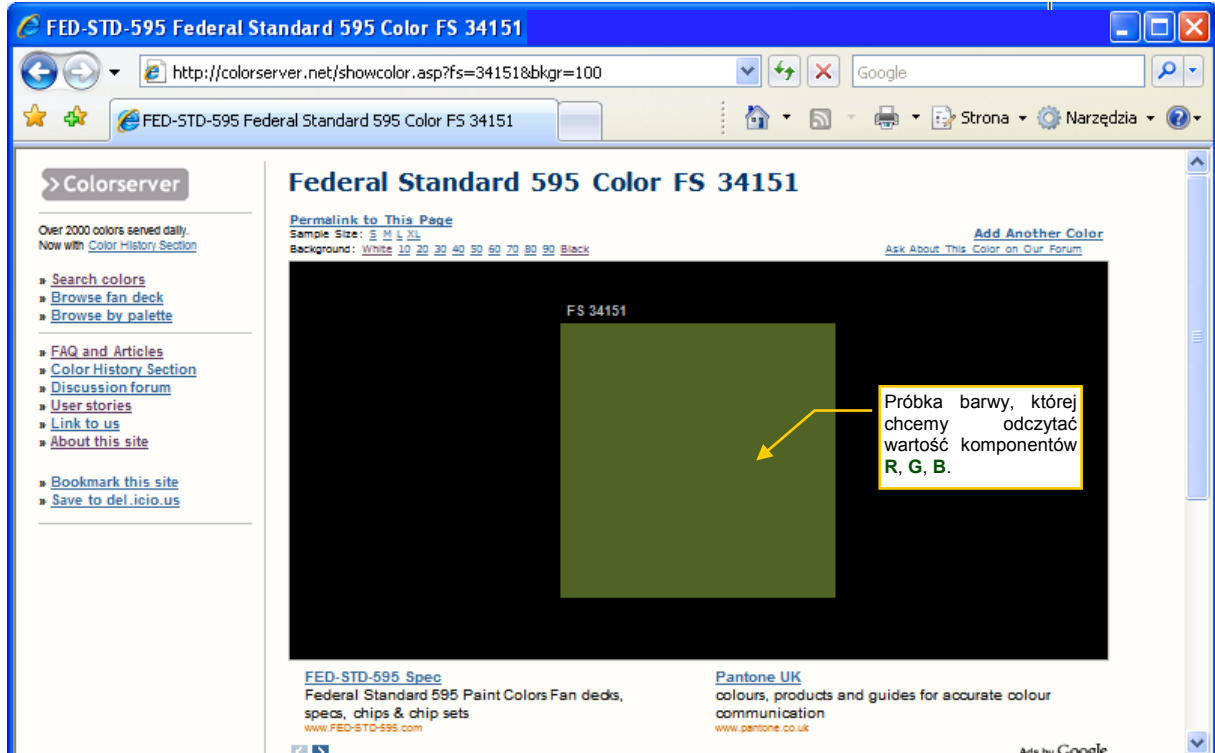 FED-STD-595 Federal Standard 595 Color FS 34151
http://colorserver.net/showcolor.asp?fs=34151&bkgr=100
Google
FED-STD-595 Federal Standard 595 Color FS 34151
Strona
Narzędzia
>>Colorserver
Over 2000 colors served daily.
Now with Color History Section
» Search colors
» Browse fan deck
» Browse by palette
» FAQ and Articles
» Color History Section
» Discussion forum
» User stories
» Link to us
» About this site
» Bookmark this site
» Save to del.icio.us
Federal Standard 595 Color FS 34151
Permalink to This Page
Sample Size: S M L XL
Background: White 10 20 30 40 50 60 70 80 90 Black
Add Another Color
Ask About This Color on Our Forum
FS 34151
Próbka barwy, której
chcemy odczytać
wartość komponentów
R, G, B.
FED-STD-595 Spec
Federal Standard 595 Paint Colors Fan decks,
specs, chips & chip sets
www.FED-STD-595.com
Pantone UK
colours, products and guides for accurate colour
communication
www.pantone.co.uk
Ads by Google